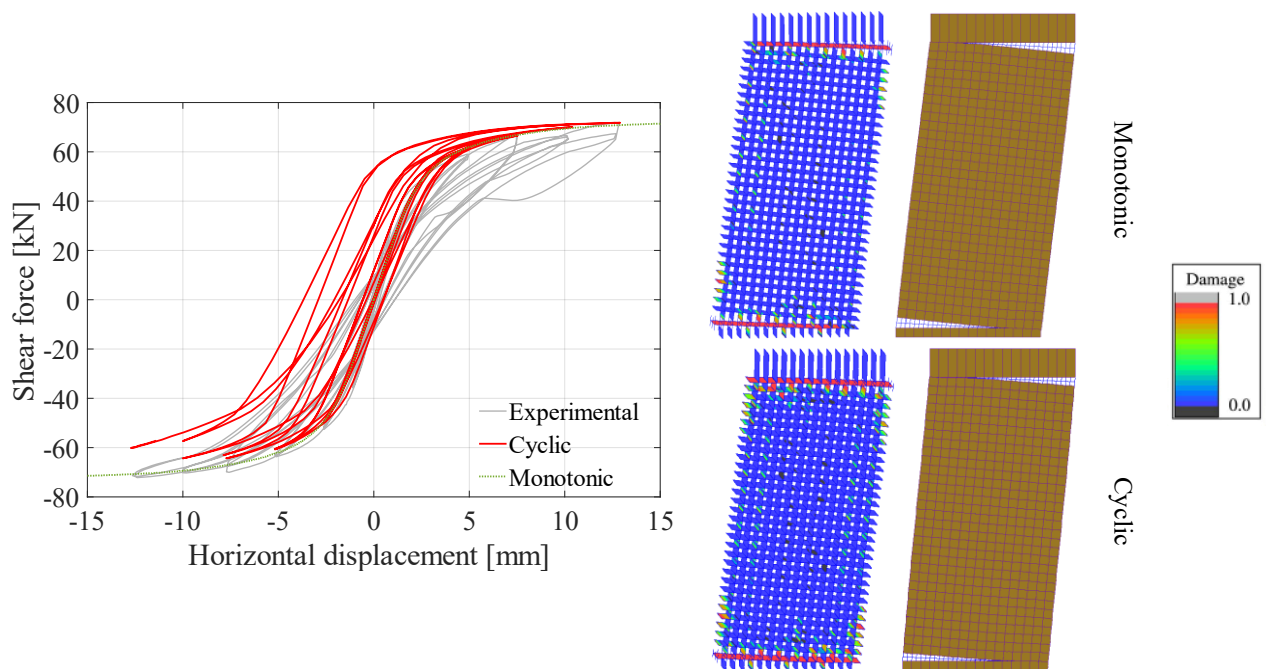 80
60
40
20
0
-20
-40
-60
-80
Shear force [kN]
-15
-10
-5
0
5
10
15
Horizontal displacement [mm]
Experimental
Cyclic
Monotonic
Monotonic
Cyclic
Damage
1.0
0.0